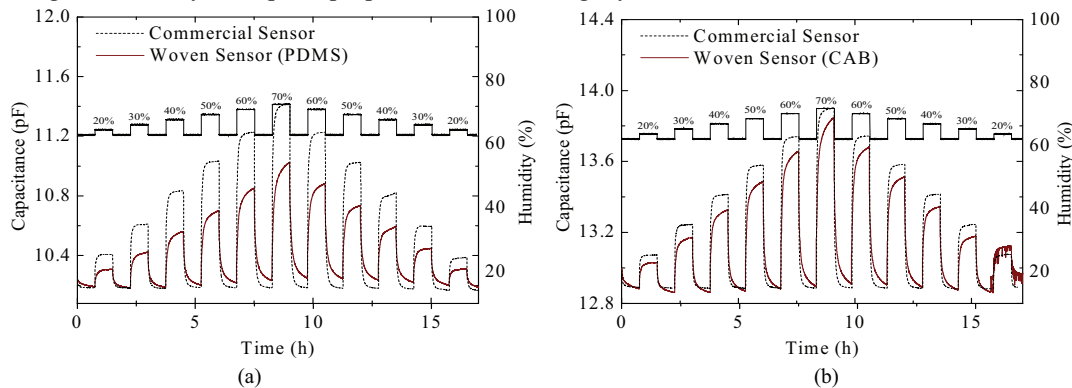 12.0
11.6
11.2
10.8
10.4
Capacitance (pF)
Commercial Sensor
Woven Sensor (PDMS)
20% 30% 40% 50% 60% 70% 60% 50% 40% 30% 20%
100
80
60
40
20
Humidity (%)
0 5 10 15
Time (h)
(a)
14.4
14.0
13.6
13.2
12.8
Capacitance (pF)
Commercial Sensor
Woven Sensor (CAB)
20% 30% 40% 50% 60% 70% 60% 50% 40% 30% 20%
100
80
60
40
20
Humidity (%)
0 5 10 15
Time (h)
(b)